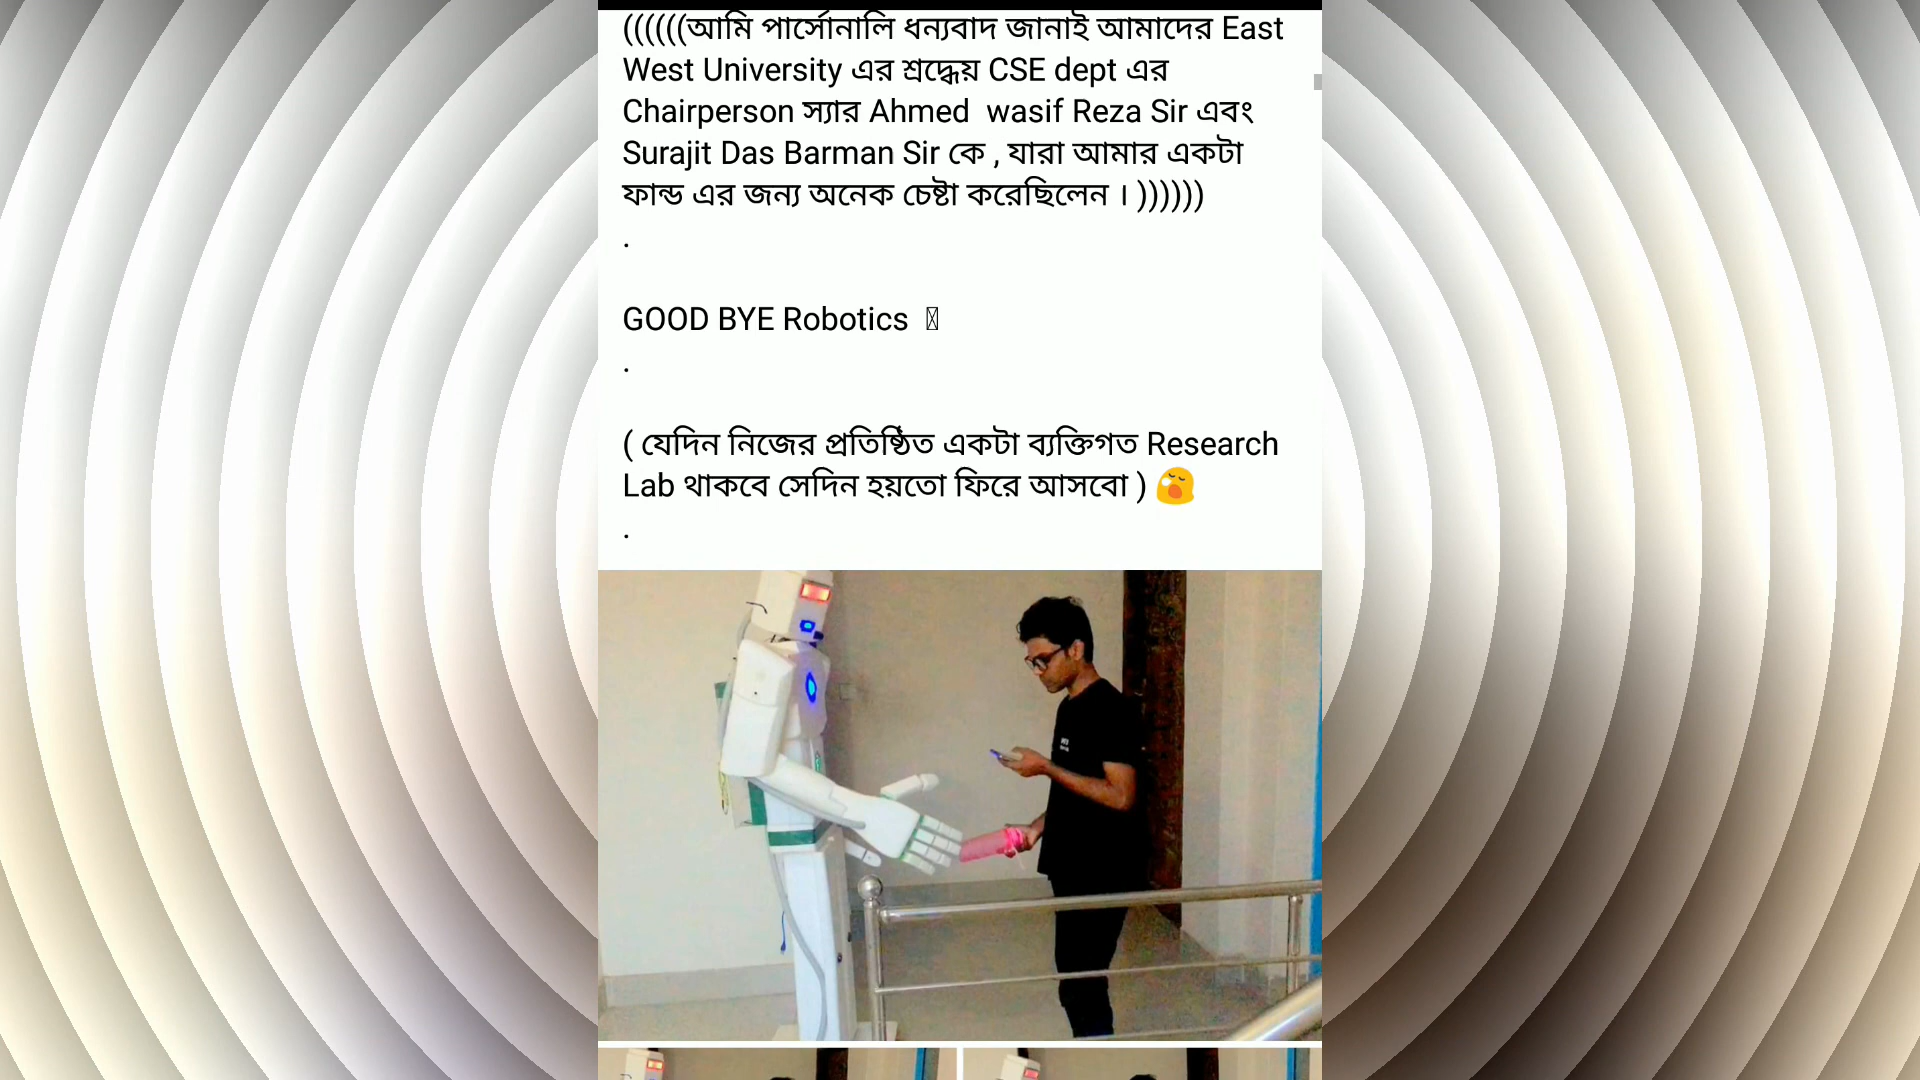 ((((((আমি পার্সোনালি ধন্যবাদ জানাই আমাদের East
West University এর শ্রদ্ধেয় CSE dept এর
Chairperson স্যার Ahmed  wasif Reza Sir এবং
Surajit Das Barman Sir কে , যারা আমার একটা
ফান্ড এর জন্য অনেক চেষ্টা করেছিলেন । ))))))
.
GOOD BYE Robotics
.
( যেদিন নিজের প্রতিষ্ঠিত একটা ব্যক্তিগত Research
Lab থাকবে সেদিন হয়তো ফিরে আসবো ) 😪
.